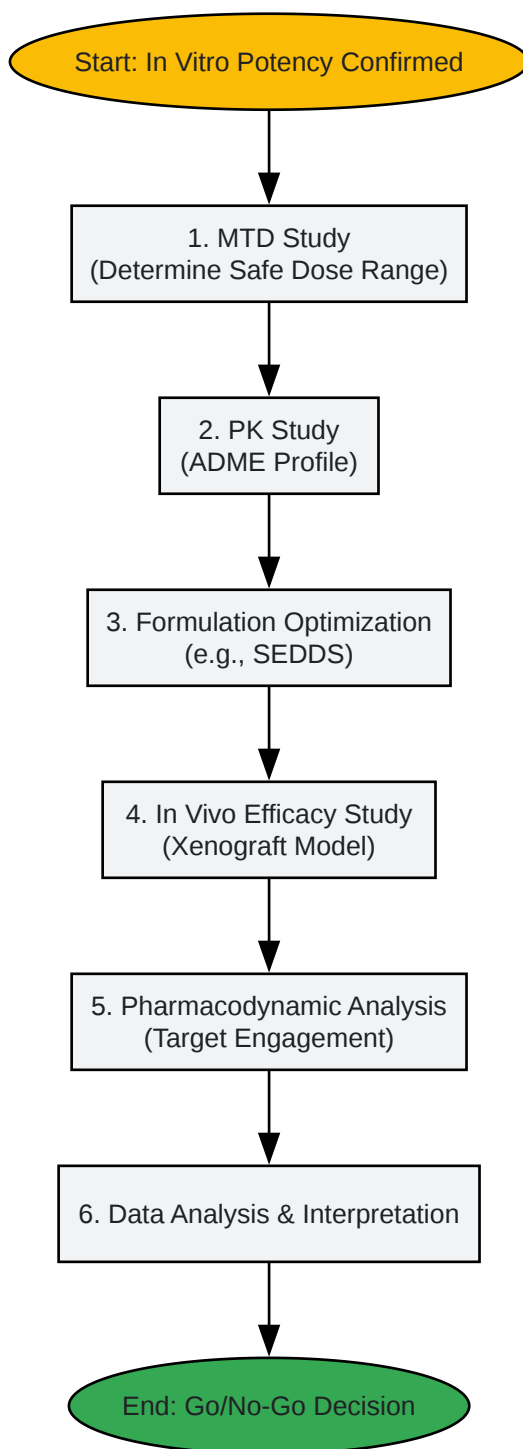 Start: In Vitro Potency Confirmed
1. MTD Study
(Determine Safe Dose Range)
2. PK Study
(ADME Profile)
3. Formulation Optimization
(e.g., SEDDS)
4. In Vivo Efficacy Study
(Xenograft Model)
5. Pharmacodynamic Analysis
(Target Engagement)
6. Data Analysis & Interpretation
End: Go/No-Go Decision